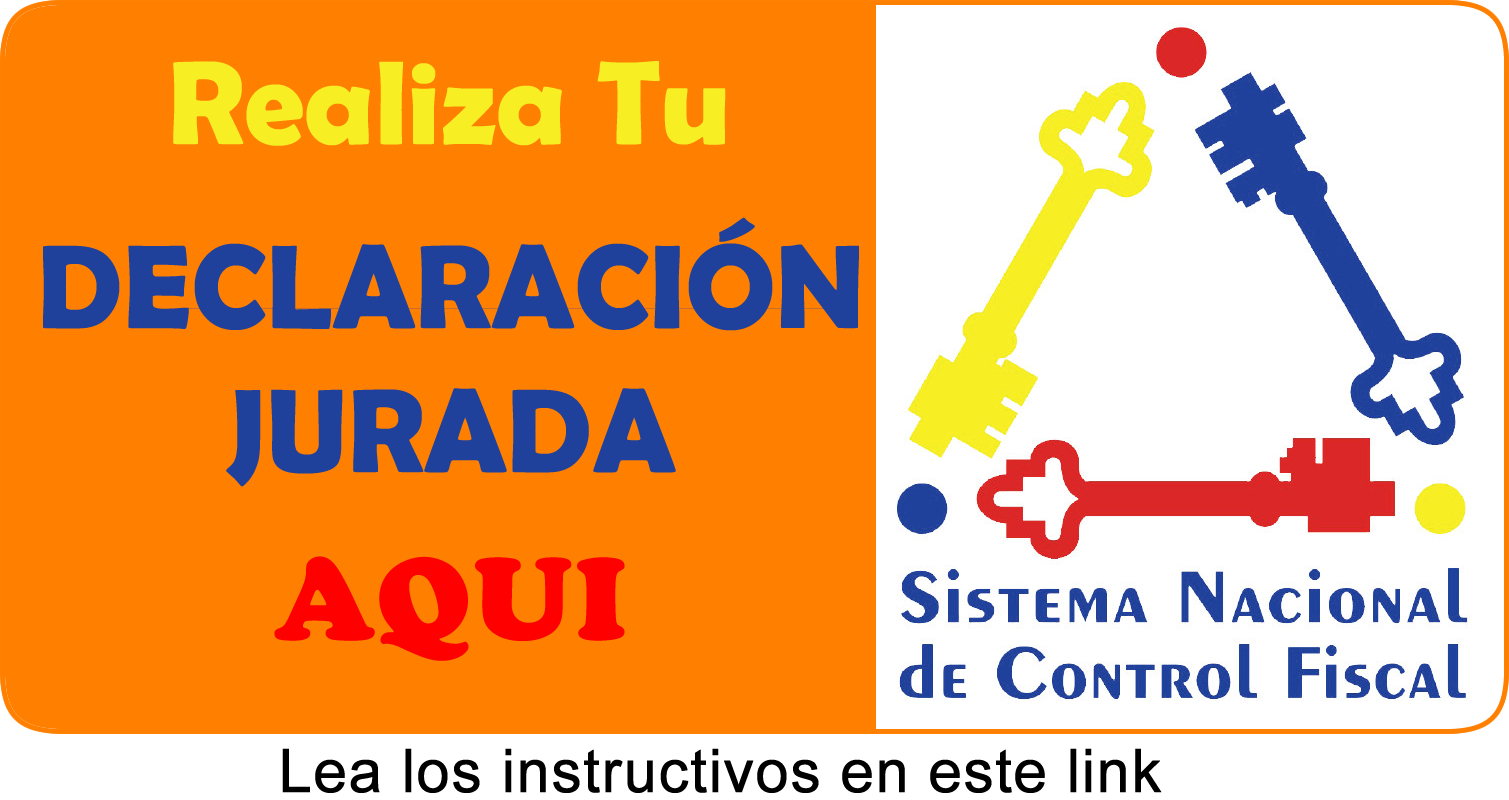 Realiza Tu
DECLARACIÓN
JURADA
AQUI
Sistema Nacional
de Control Fiscal
Lea los instructivos en este link